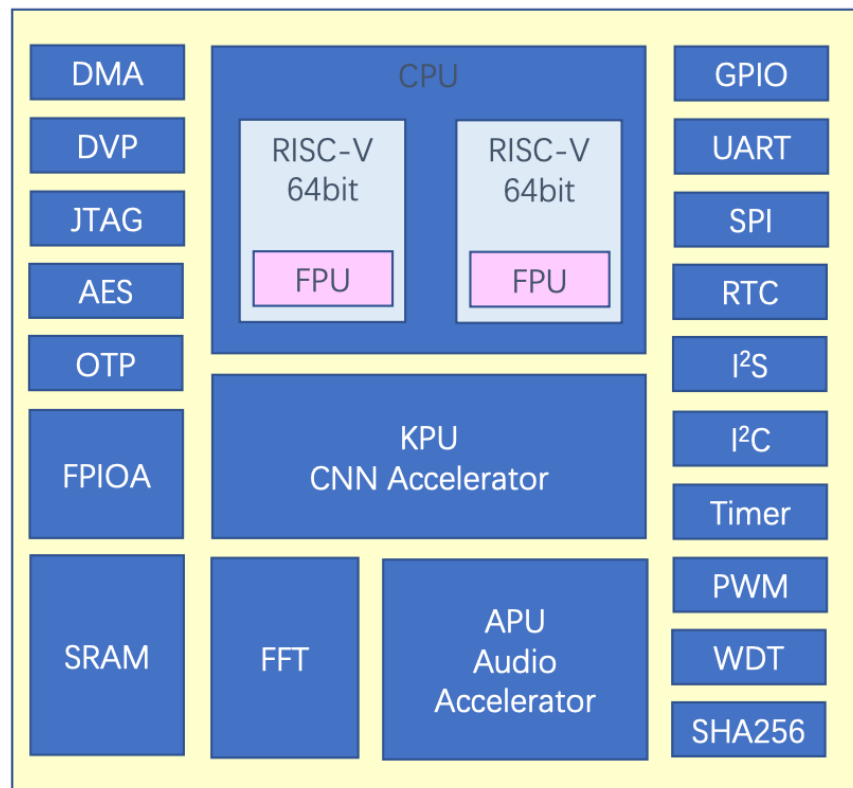 DMA
DVP
JTAG
AES
OTP
FPIOA
SRAM
CPU
RISC-V
64bit
FPU
RISC-V
64bit
FPU
KPU
CNN Accelerator
FFT
APU
Audio
Accelerator
GPIO
UART
SPI
RTC
I²S
I²C
Timer
PWM
WDT
SHA256